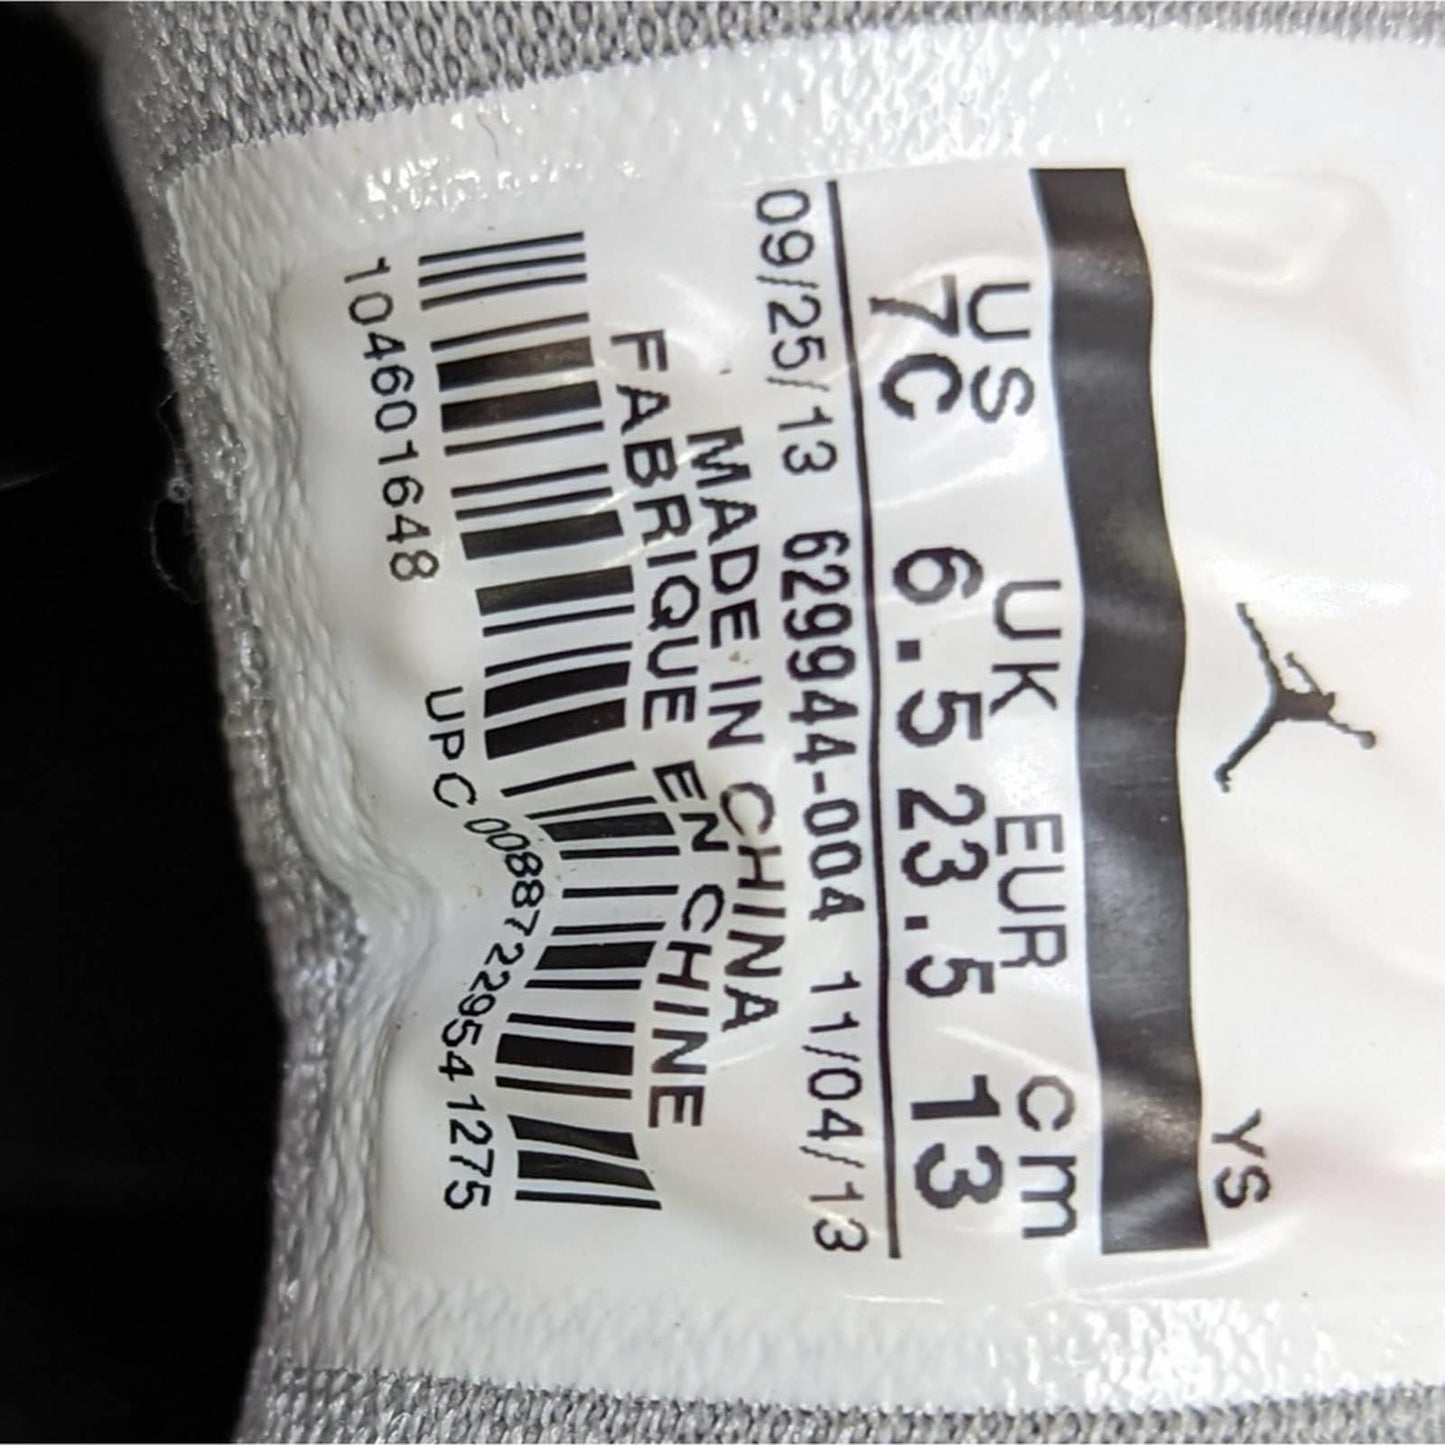 YS
US UK EUR cm
7C 6.5 23.5 13
09/25/13 629944-004 11/04/13
MADE IN CHINA
FABRIQUE EN CHINE
104601648 UPC 00887229541275